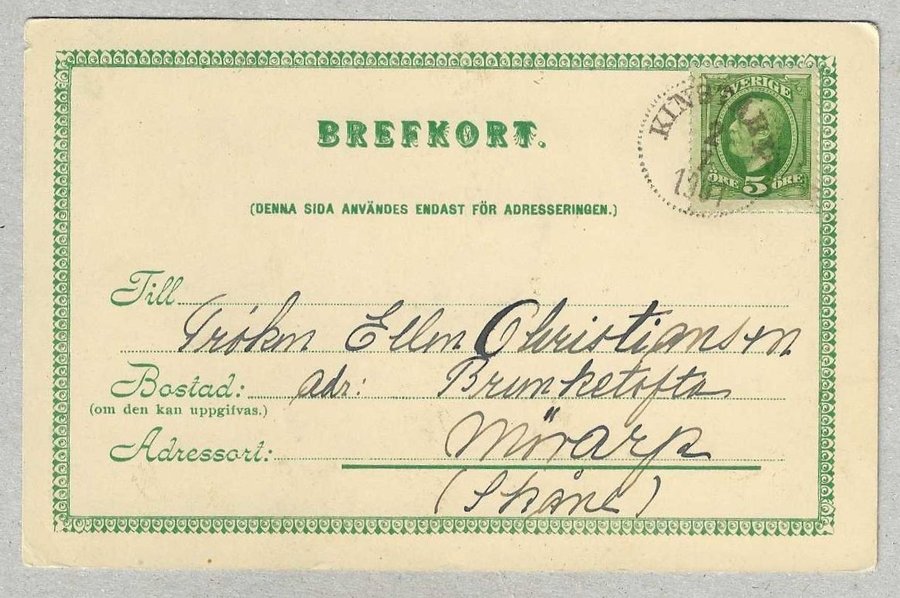 BREFKORT.
SVERIGE
ÖRE 5 ÖRE
(DENNA SIDA ANVÄNDES ENDAST FÖR ADRESSERINGEN.)
Till
Fröken Ellen Christiansen
Bostad: adr: Brunketofta
(om den kan uppgifvas.)
Adressort: Mörarp
(Skåne)